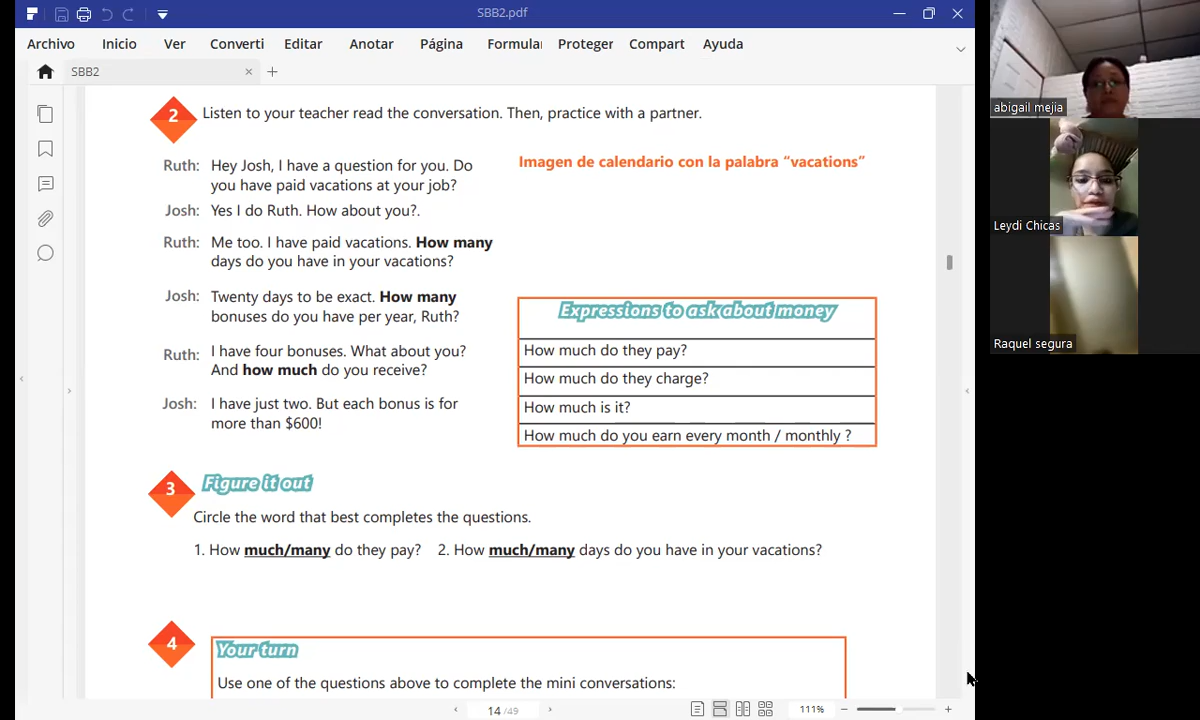 SBB2.pdf
Archivo Inicio Ver Converti Editar Anotar Página Formular Proteger Compart Ayuda
SBB2
2 Listen to your teacher read the conversation. Then, practice with a partner.
Ruth: Hey Josh, I have a question for you. Do
you have paid vacations at your job?
Josh: Yes I do Ruth. How about you?.
Ruth: Me too. I have paid vacations. How many
days do you have in your vacations?
Josh: Twenty days to be exact. How many
bonuses do you have per year, Ruth?
Ruth: I have four bonuses. What about you?
And how much do you receive?
Josh: I have just two. But each bonus is for
more than $600!
Imagen de calendario con la palabra “vacations”
Expressions to ask about money
How much do they pay?
How much do they charge?
How much is it?
How much do you earn every month / monthly ?
3 Figure it out
Circle the word that best completes the questions.
1. How much/many do they pay? 2. How much/many days do you have in your vacations?
4 Your turn
Use one of the questions above to complete the mini conversations:
14 /49
111%
abigail mejia
Leydi Chicas
Raquel segura